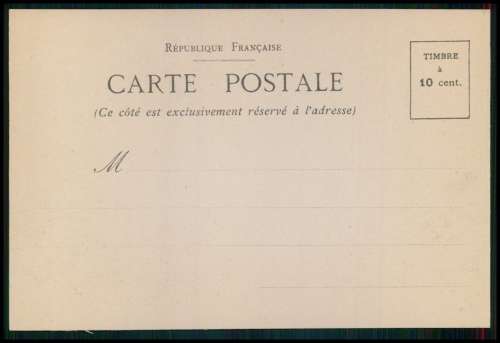 RÉPUBLIQUE FRANÇAISE
CARTE POSTALE
(Ce côté est exclusivement réservé à l'adresse)
TIMBRE
à
10 cent.
M